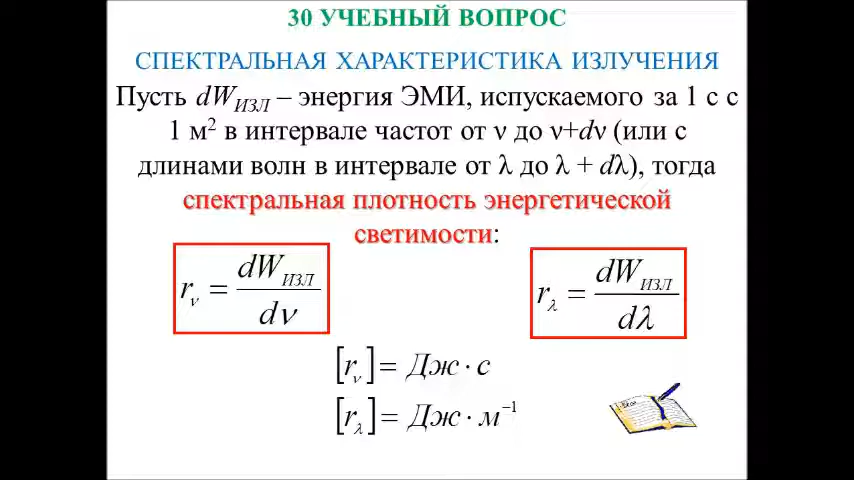 30 УЧЕБНЫЙ ВОПРОС
СПЕКТРАЛЬНАЯ ХАРАКТЕРИСТИКА ИЗЛУЧЕНИЯ
Пусть dW_ИЗЛ – энергия ЭМИ, испускаемого за 1 с с
1 м² в интервале частот от ν до ν+dν (или с
длинами волн в интервале от λ до λ + dλ), тогда
спектральная плотность энергетической
светимости:
r_ν = dW_ИЗЛ / dν
r_λ = dW_ИЗЛ / dλ
[r_ν] = Дж · с
[r_λ] = Дж · м⁻¹